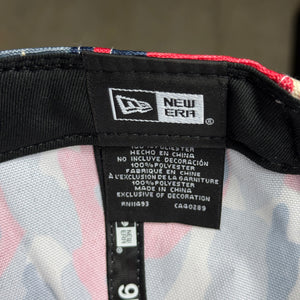 NEW ERA
®
100% POLYESTER
HECHO EN CHINA
NO INCLUYE DECORACIÓN
100% POLYESTER
FABRIQUÉ EN CHINE
À L'EXCLUSION DE LA GARNITURE
100% POLYESTER
MADE IN CHINA
EXCLUSIVE OF DECORATION
CA40289